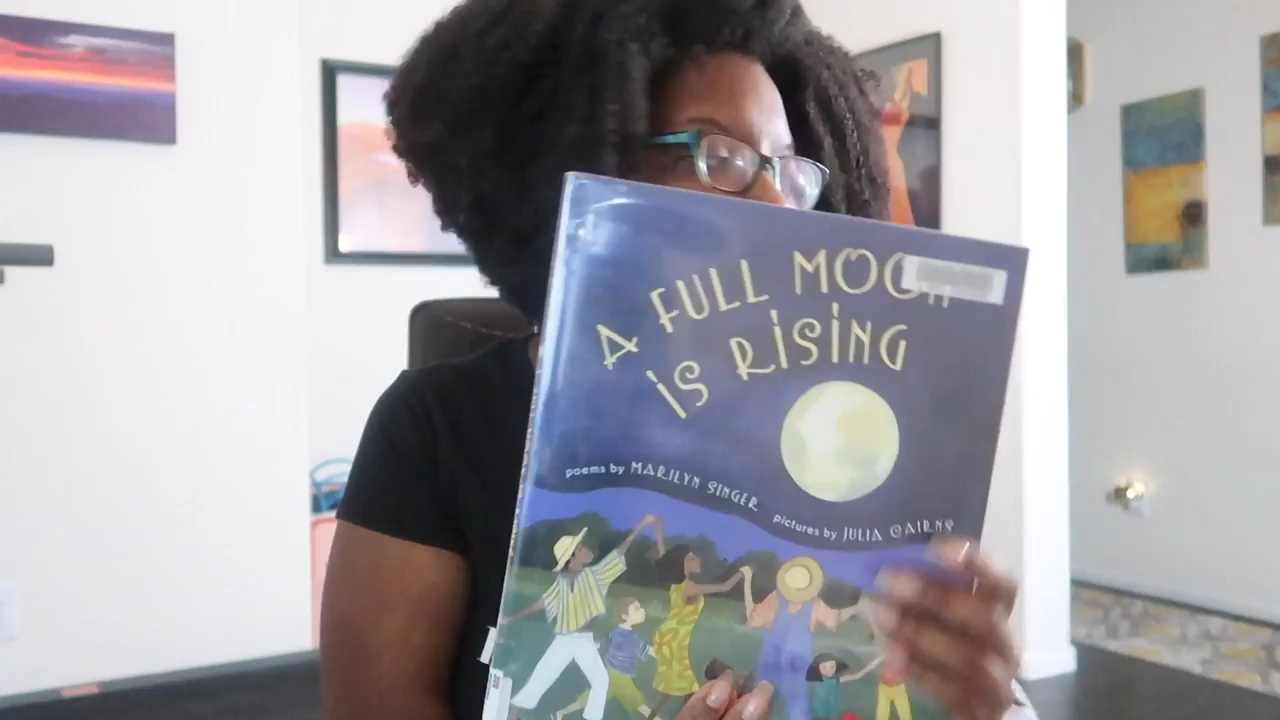 A FULL MOON
IS RISING
poems by MARILYN SINGER
pictures by JULIA CAIRNS